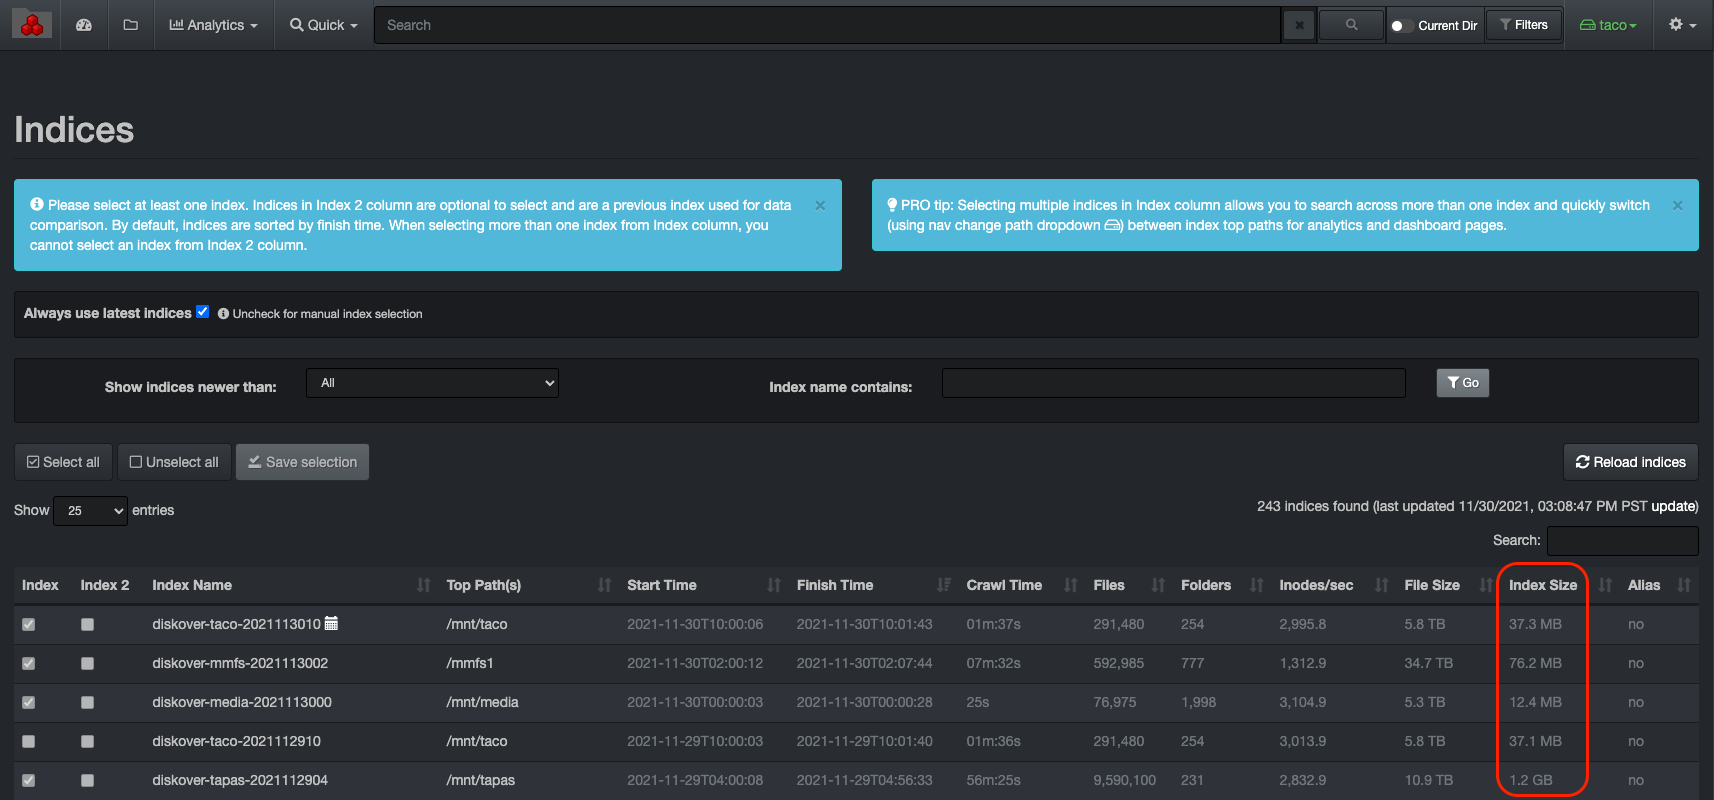 Analytics Quick Search Current Dir Filters taco
Indices
Please select at least one index. Indices in Index 2 column are optional to select and are a previous index used for data
comparison. By default, indices are sorted by finish time. When selecting more than one index from Index column, you
cannot select an index from Index 2 column.
×
PRO tip: Selecting multiple indices in Index column allows you to search across more than one index and quickly switch
(using nav change path dropdown ) between index top paths for analytics and dashboard pages.
×
Always use latest indices Uncheck for manual index selection
Show indices newer than: All Index name contains: Go
Select all Unselect all Save selection Reload indices
Show 25 entries 243 indices found (last updated 11/30/2021, 03:08:47 PM PST update)
Search:
Index Index 2 Index Name Top Path(s) Start Time Finish Time Crawl Time Files Folders Inodes/sec File Size Index Size Alias
diskover-taco-2021113010 /mnt/taco 2021-11-30T10:00:06 2021-11-30T10:01:43 01m:37s 291,480 254 2,995.8 5.8 TB 37.3 MB no
diskover-mmfs-2021113002 /mmfs1 2021-11-30T02:00:12 2021-11-30T02:07:44 07m:32s 592,985 777 1,312.9 34.7 TB 76.2 MB no
diskover-media-2021113000 /mnt/media 2021-11-30T00:00:03 2021-11-30T00:00:28 25s 76,975 1,998 3,104.9 5.3 TB 12.4 MB no
diskover-taco-2021112910 /mnt/taco 2021-11-29T10:00:03 2021-11-29T10:01:40 01m:36s 291,480 254 3,013.9 5.8 TB 37.1 MB no
diskover-tapas-2021112904 /mnt/tapas 2021-11-29T04:00:08 2021-11-29T04:56:33 56m:25s 9,590,100 231 2,832.9 10.9 TB 1.2 GB no